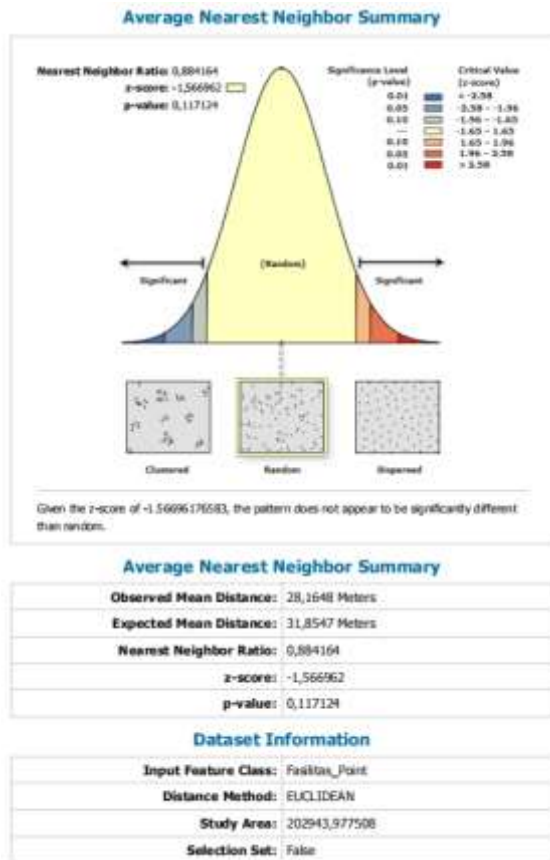 Average Nearest Neighbor Summary
Nearest Neighbor Ratio: 0,884164
z-score: -1,566962
p-value: 0,117124
Significance Level (p-value)
Critical Value (z-score)
0.01 < -2.58
0.05 -2.58 - -1.96
0.10 -1.96 - -1.65
--- -1.65 - 1.65
0.10 1.65 - 1.96
0.05 1.96 - 2.58
0.01 > 2.58
(Random)
Significant
Significant
Clustered
Random
Dispersed
Given the z-score of -1.56696176583, the pattern does not appear to be significantly different
than random.
Average Nearest Neighbor Summary
Observed Mean Distance: 28,1648 Meters
Expected Mean Distance: 31,8547 Meters
Nearest Neighbor Ratio: 0,884164
z-score: -1,566962
p-value: 0,117124
Dataset Information
Input Feature Class: Fasilitas_Point
Distance Method: EUCLIDEAN
Study Area: 202943,977508
Selection Set: False